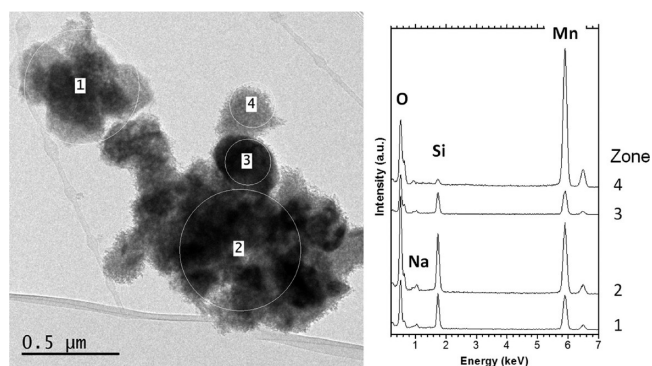 1
4
3
2
0.5 μm
Mn
O
Si
Na
Zone
4
3
2
1
Intensity (a.u.)
1 2 3 4 5 6 7
Energy (keV)